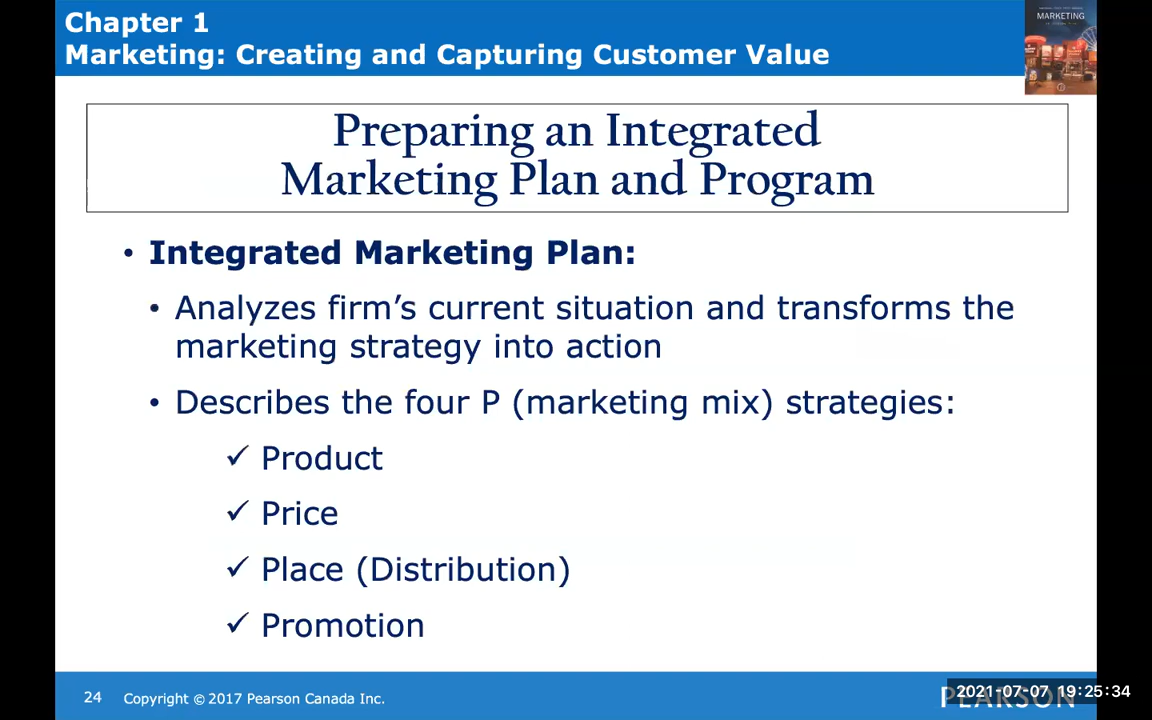 Chapter 1
Marketing: Creating and Capturing Customer Value
MARKETING
Preparing an Integrated
Marketing Plan and Program
• Integrated Marketing Plan:
• Analyzes firm’s current situation and transforms the
marketing strategy into action
• Describes the four P (marketing mix) strategies:
✓ Product
✓ Price
✓ Place (Distribution)
✓ Promotion
24 Copyright © 2017 Pearson Canada Inc.
PEARSON
2021-07-07 19:25:34